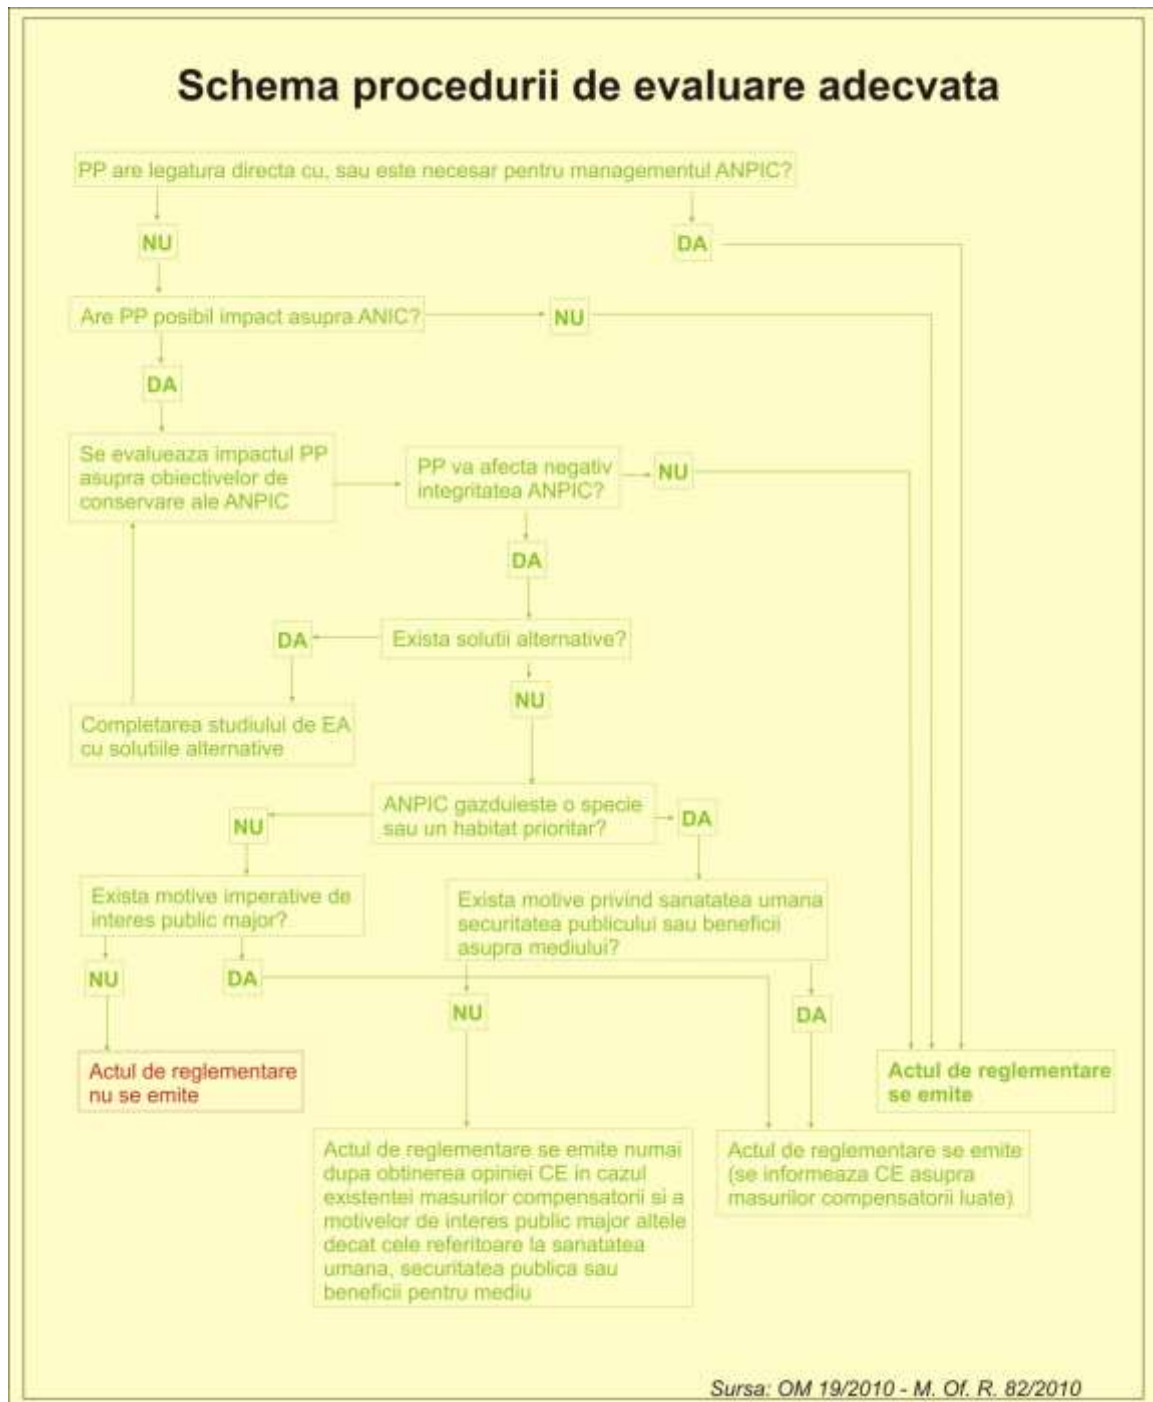 Schema procedurii de evaluare adecvata
PP are legatura directa cu, sau este necesar pentru managementul ANPIC?
NU
DA
Are PP posibil impact asupra ANIC?
NU
DA
Se evalueaza impactul PP
asupra obiectivelor de
conservare ale ANPIC
PP va afecta negativ
integritatea ANPIC?
NU
DA
Exista solutii alternative?
DA
NU
Completarea studiului de EA
cu solutiile alternative
ANPIC gazduieste o specie
sau un habitat prioritar?
NU
DA
Exista motive imperative de
interes public major?
Exista motive privind sanatatea umana
securitatea publicului sau beneficii
asupra mediului?
NU
DA
NU
DA
Actul de reglementare
nu se emite
Actul de reglementare
se emite
Actul de reglementare se emite numai
dupa obtinerea opiniei CE in cazul
existentei masurilor compensatorii si a
motivelor de interes public major altele
decat cele referitoare la sanatatea
umana, securitatea publica sau
beneficii pentru mediu
Actul de reglementare se emite
(se informeaza CE asupra
masurilor compensatorii luate)
Sursa: OM 19/2010 - M. Of. R. 82/2010